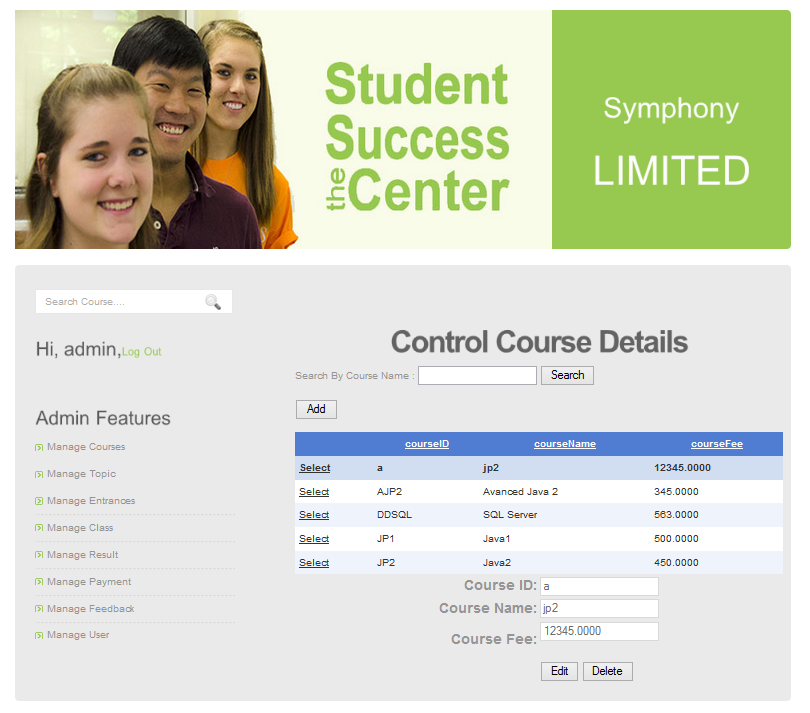 Student
Success
the Center
Symphony
LIMITED
Search Course....
Hi, admin,Log Out
Control Course Details
Search By Course Name : Search
Add
Admin Features
Manage Courses
Manage Topic
Manage Entrances
Manage Class
Manage Result
Manage Payment
Manage Feedback
Manage User
courseID courseName courseFee
Select a jp2 12345.0000
Select AJP2 Avanced Java 2 345.0000
Select DDSQL SQL Server 563.0000
Select JP1 Java1 500.0000
Select JP2 Java2 450.0000
Course ID: a
Course Name: jp2
Course Fee: 12345.0000
Edit Delete